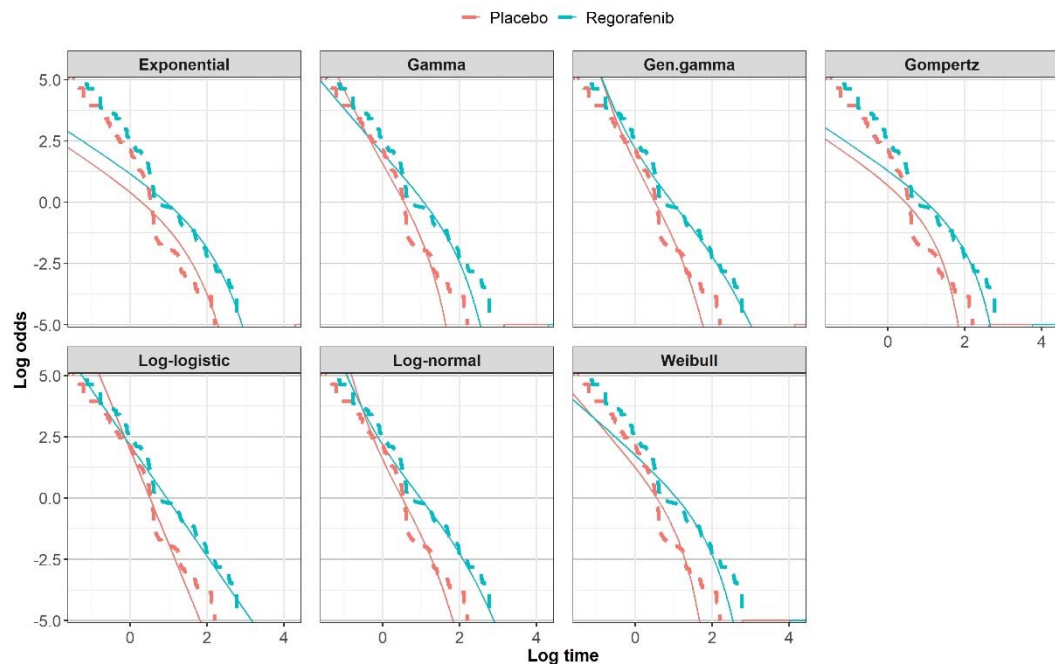 Placebo Regorafenib
Exponential Gamma Gen.gamma Gompertz
5.0
2.5
0.0
-2.5
-5.0
0 2 4
Log-logistic Log-normal Weibull
5.0
2.5
0.0
-2.5
-5.0
0 2 4 0 2 4 0 2 4
Log odds
Log time